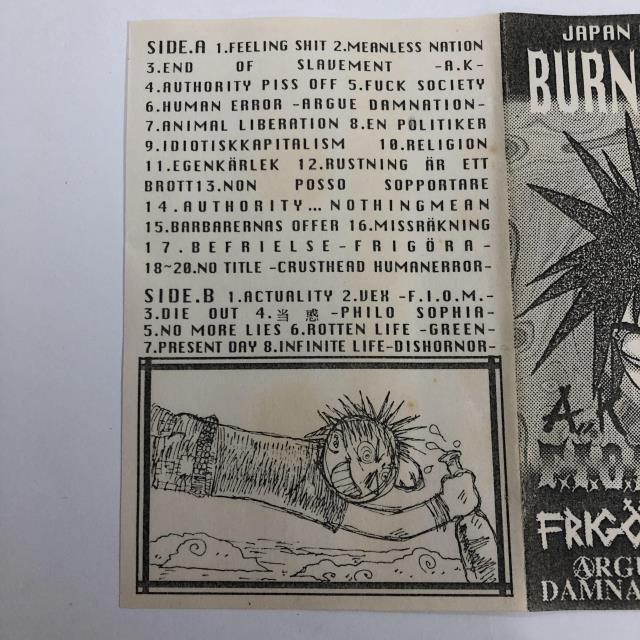 SIDE.A 1.FEELING SHIT 2.MEANLESS NATION
3.END OF SLAVEMENT -A.K-
4.AUTHORITY PISS OFF 5.FUCK SOCIETY
6.HUMAN ERROR -ARGUE DAMNATION-
7.ANIMAL LIBERATION 8.EN POLITIKER
9.IDIOTISKKAPITALISM 10.RELIGION
11.EGENKÄRLEK 12.RUSTNING ÄR ETT
BROTT13.NON POSSO SOPPORTARE
14.AUTHORITY...NOTHINGMEAN
15.BARBARERNAS OFFER 16.MISSRÄKNING
17.BEFRIELSE-FRIGÖRA-
18~20.NO TITLE -CRUSTHEAD HUMANERROR-
SIDE.B 1.ACTUALITY 2.VEX -F.I.O.M.-
3.DIE OUT 4.当惑 -PHILO SOPHIA-
5.NO MORE LIES 6.ROTTEN LIFE -GREEN-
7.PRESENT DAY 8.INFINITE LIFE-DISHORNOR-
JAPAN
BURN
A.K
F.I.O.
FRIGÖ
ARGU
DAMNA